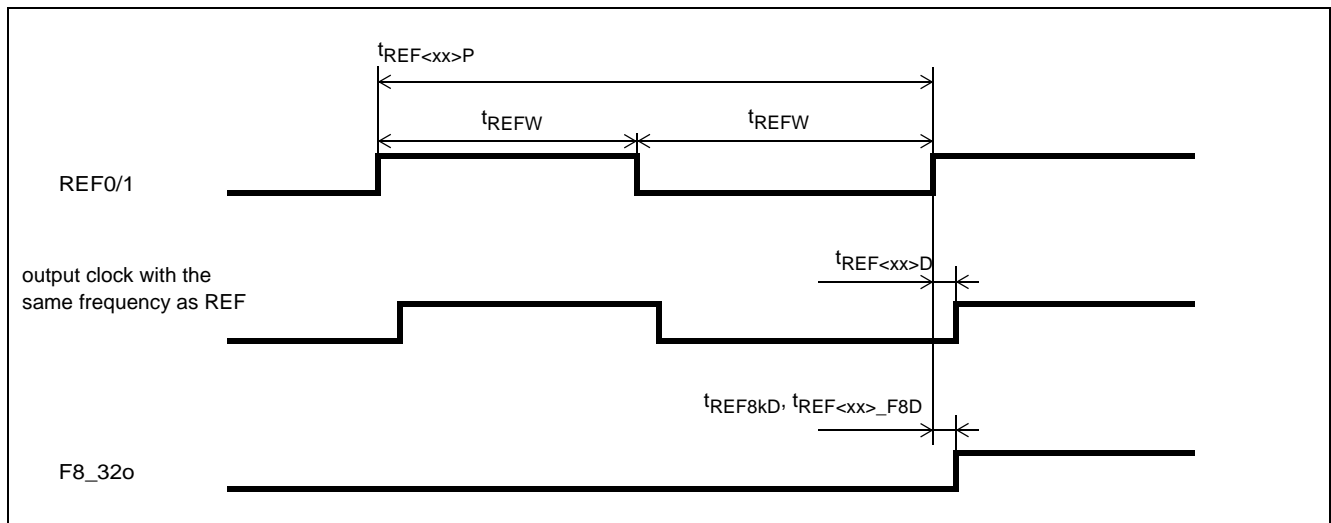 tREF<xx>P
tREFW
tREFW
REF0/1
tREF<xx>D
output clock with the
same frequency as REF
tREF8kD, tREF<xx>_F8D
F8_32o